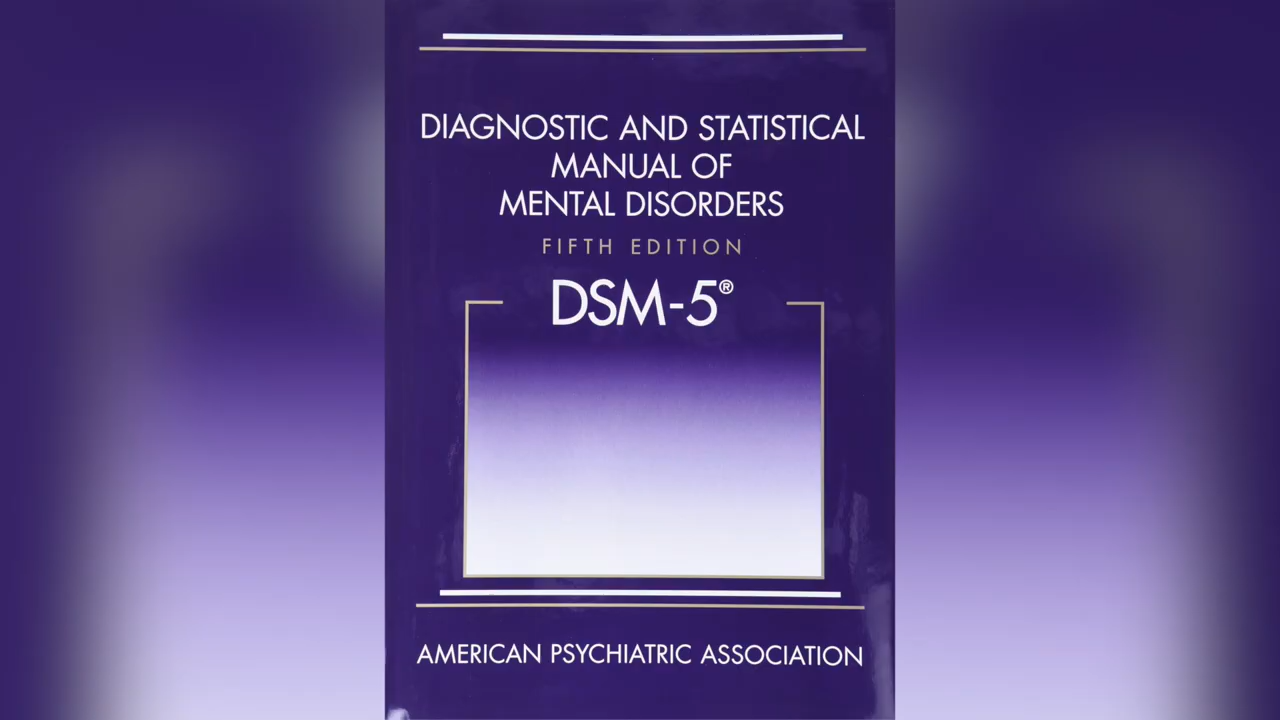 DIAGNOSTIC AND STATISTICAL
MANUAL OF
MENTAL DISORDERS
FIFTH EDITION
DSM-5®
AMERICAN PSYCHIATRIC ASSOCIATION